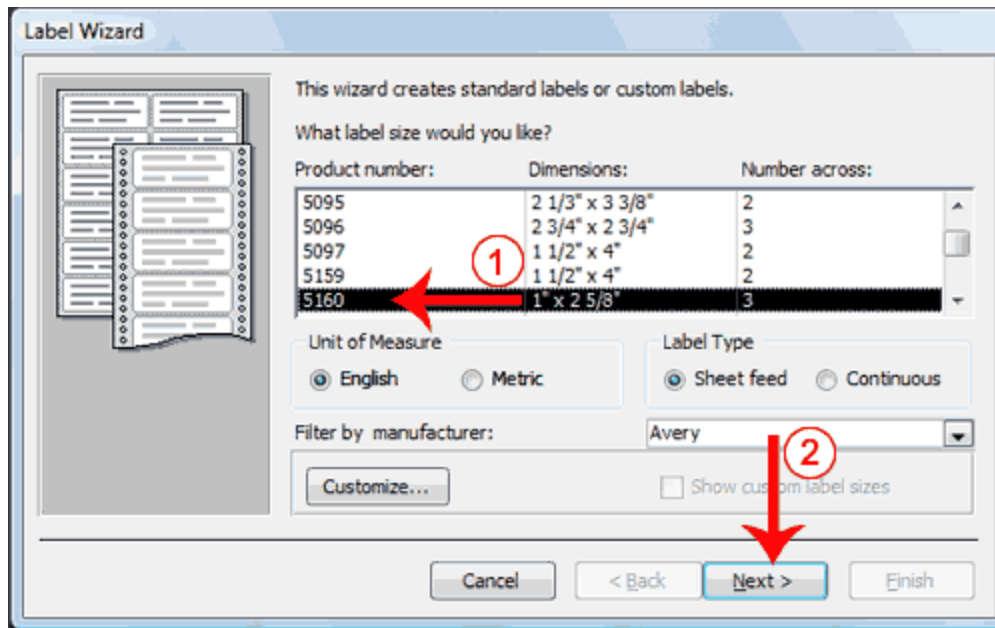 Label Wizard
This wizard creates standard labels or custom labels.
What label size would you like?
Product number: Dimensions: Number across:
5095 2 1/3" x 3 3/8" 2
5096 2 3/4" x 2 3/4" 3
5097 1 1/2" x 4" 2
1
5159 1 1/2" x 4" 2
5160 1" x 2 5/8" 3
Unit of Measure Label Type
English Metric Sheet feed Continuous
Filter by manufacturer: Avery
2
Customize... Show custom label sizes
Cancel < Back Next > Finish